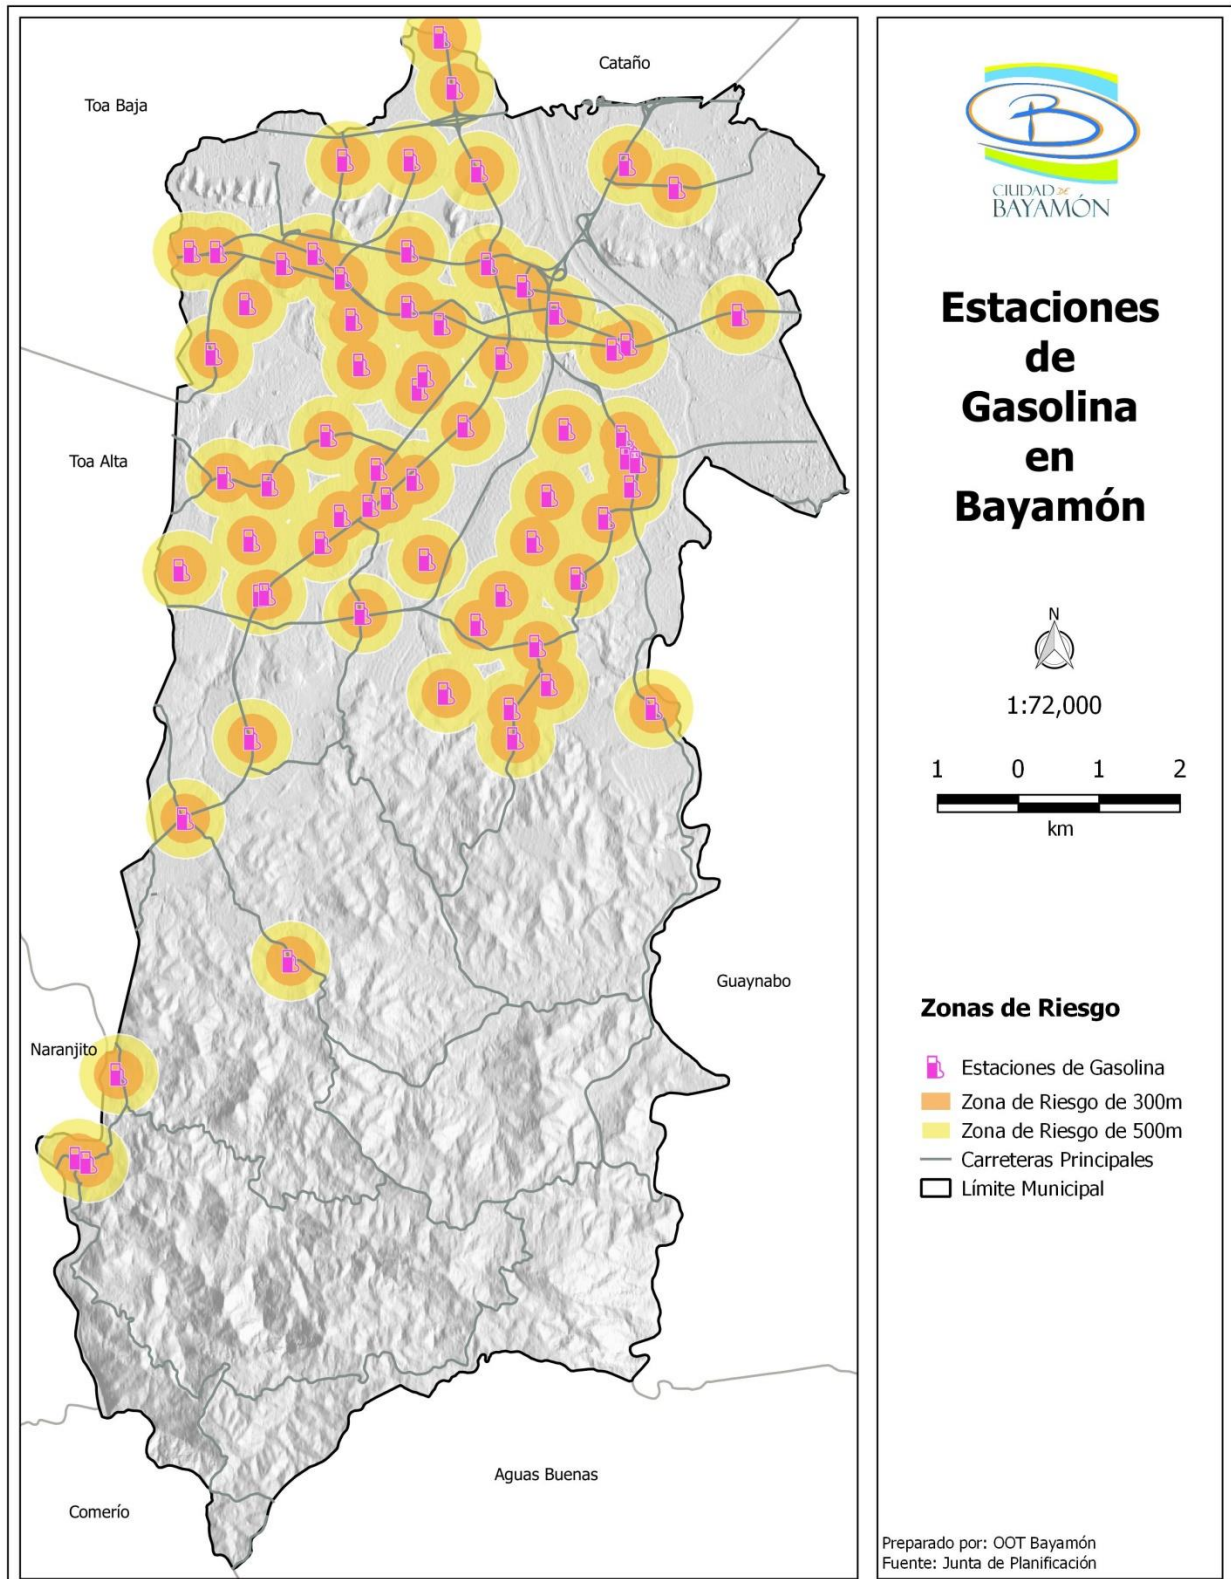 Cataño
Toa Baja
Toa Alta
Guaynabo
Naranjito
Aguas Buenas
Comerío
CIUDAD DE
BAYAMÓN
Estaciones
de
Gasolina
en
Bayamón
N
1:72,000
1 0 1 2
km
Zonas de Riesgo
Estaciones de Gasolina
Zona de Riesgo de 300m
Zona de Riesgo de 500m
Carreteras Principales
Límite Municipal
Preparado por: OOT Bayamón
Fuente: Junta de Planificación